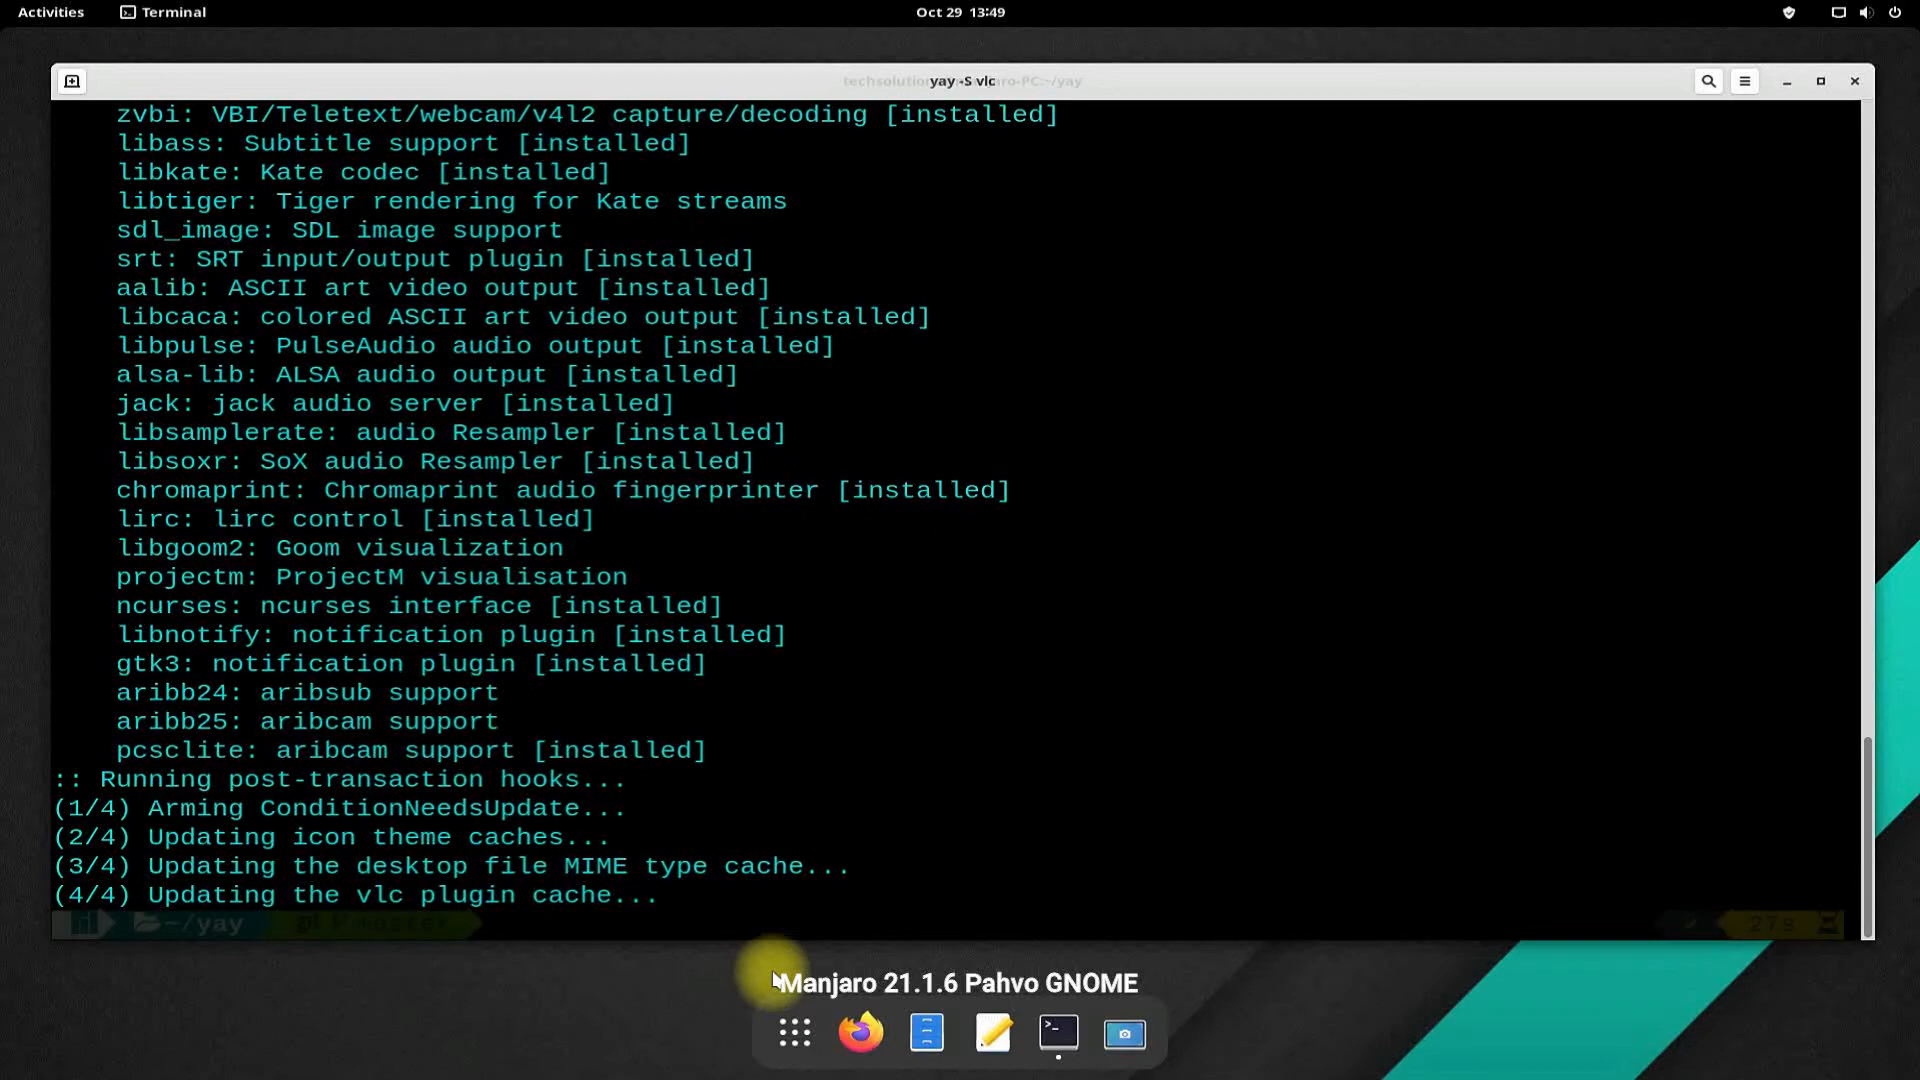 Activities
Terminal
Oct 29 13:49
yay -S vlc
zvbi: VBI/Teletext/webcam/v4l2 capture/decoding [installed]
libass: Subtitle support [installed]
libkate: Kate codec [installed]
libtiger: Tiger rendering for Kate streams
sdl_image: SDL image support
srt: SRT input/output plugin [installed]
aalib: ASCII art video output [installed]
libcaca: colored ASCII art video output [installed]
libpulse: PulseAudio audio output [installed]
alsa-lib: ALSA audio output [installed]
jack: jack audio server [installed]
libsamplerate: audio Resampler [installed]
libsoxr: SoX audio Resampler [installed]
chromaprint: Chromaprint audio fingerprinter [installed]
lirc: lirc control [installed]
libgoom2: Goom visualization
projectm: ProjectM visualisation
ncurses: ncurses interface [installed]
libnotify: notification plugin [installed]
gtk3: notification plugin [installed]
aribb24: aribsub support
aribb25: aribcam support
pcsclite: aribcam support [installed]
:: Running post-transaction hooks...
(1/4) Arming ConditionNeedsUpdate...
(2/4) Updating icon theme caches...
(3/4) Updating the desktop file MIME type cache...
(4/4) Updating the vlc plugin cache...
~/yay
27s
Manjaro 21.1.6 Pahvo GNOME